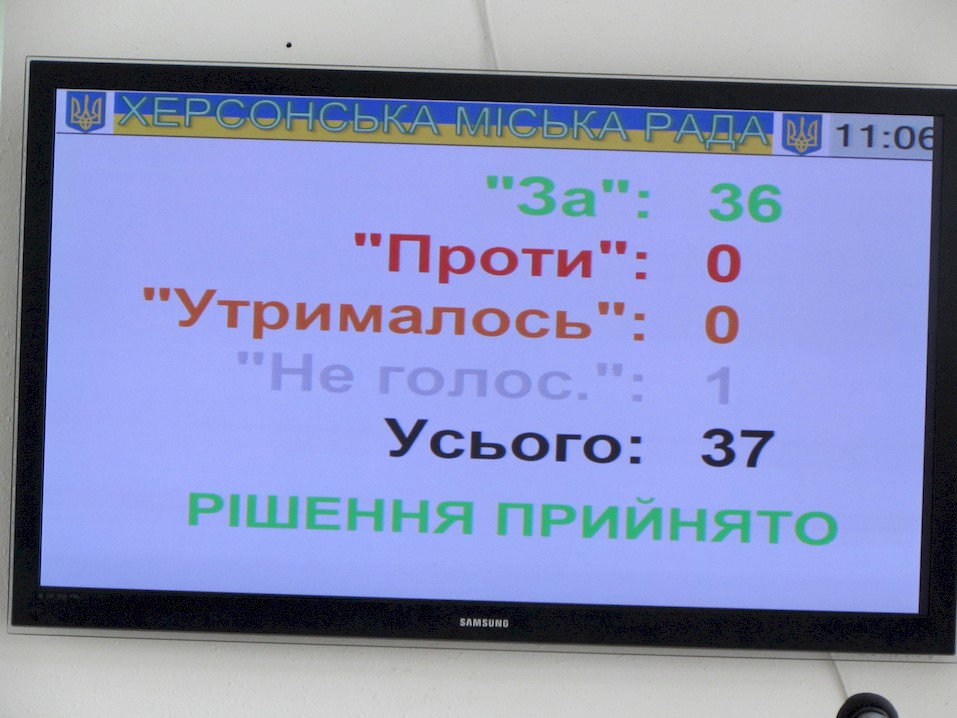 ХЕРСОНСЬКА МІСЬКА РАДА 11:06
"За": 36
"Проти": 0
"Утрималось": 0
"Не голос.": 1
Усього: 37
РІШЕННЯ ПРИЙНЯТО
SAMSUNG